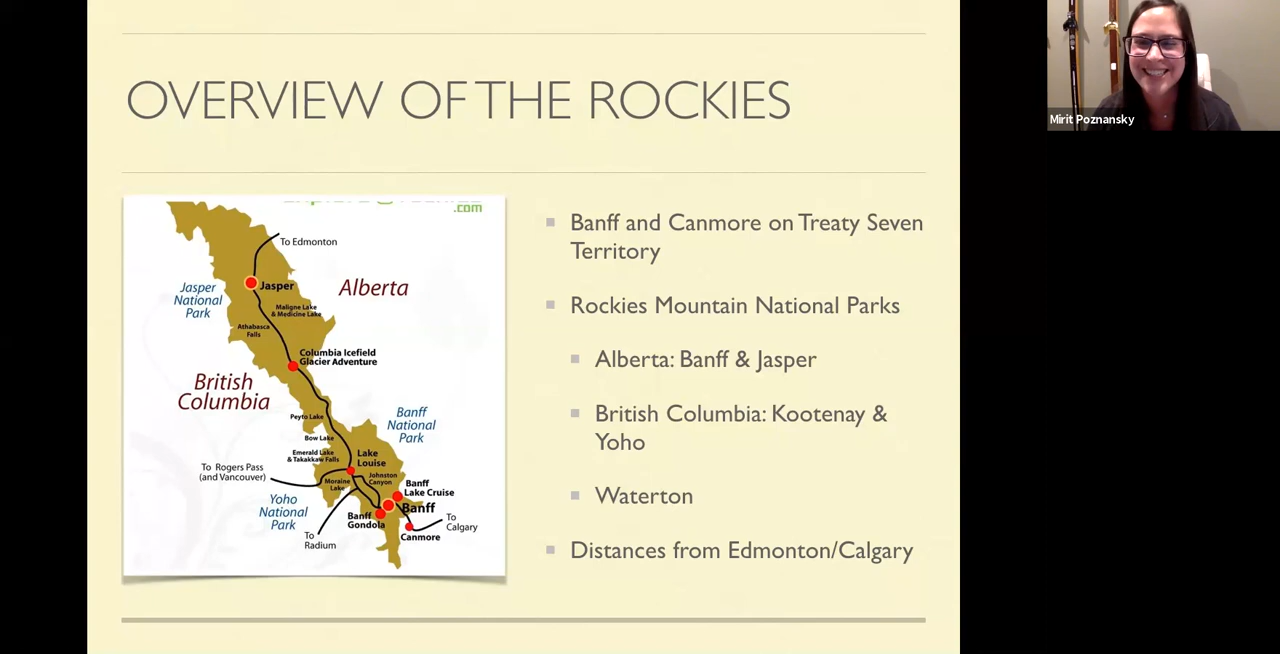 OVERVIEW OF THE ROCKIES
.com
To Edmonton
Jasper
Jasper
National
Park
Alberta
Maligne Lake
& Medicine Lake
Athabasca
Falls
Columbia Icefield
Glacier Adventure
British
Columbia
Peyto Lake
Banff
National
Park
Bow Lake
Emerald Lake
& Takakkaw Falls
Lake
Louise
To Rogers Pass
(and Vancouver)
Moraine
Lake
Johnston
Canyon
Banff
Lake Cruise
Yoho
National
Park
Banff
Banff
Gondola
To
Calgary
To
Radium
Canmore
Banff and Canmore on Treaty Seven
Territory
Rockies Mountain National Parks
Alberta: Banff & Jasper
British Columbia: Kootenay &
Yoho
Waterton
Distances from Edmonton/Calgary
Mirit Poznansky